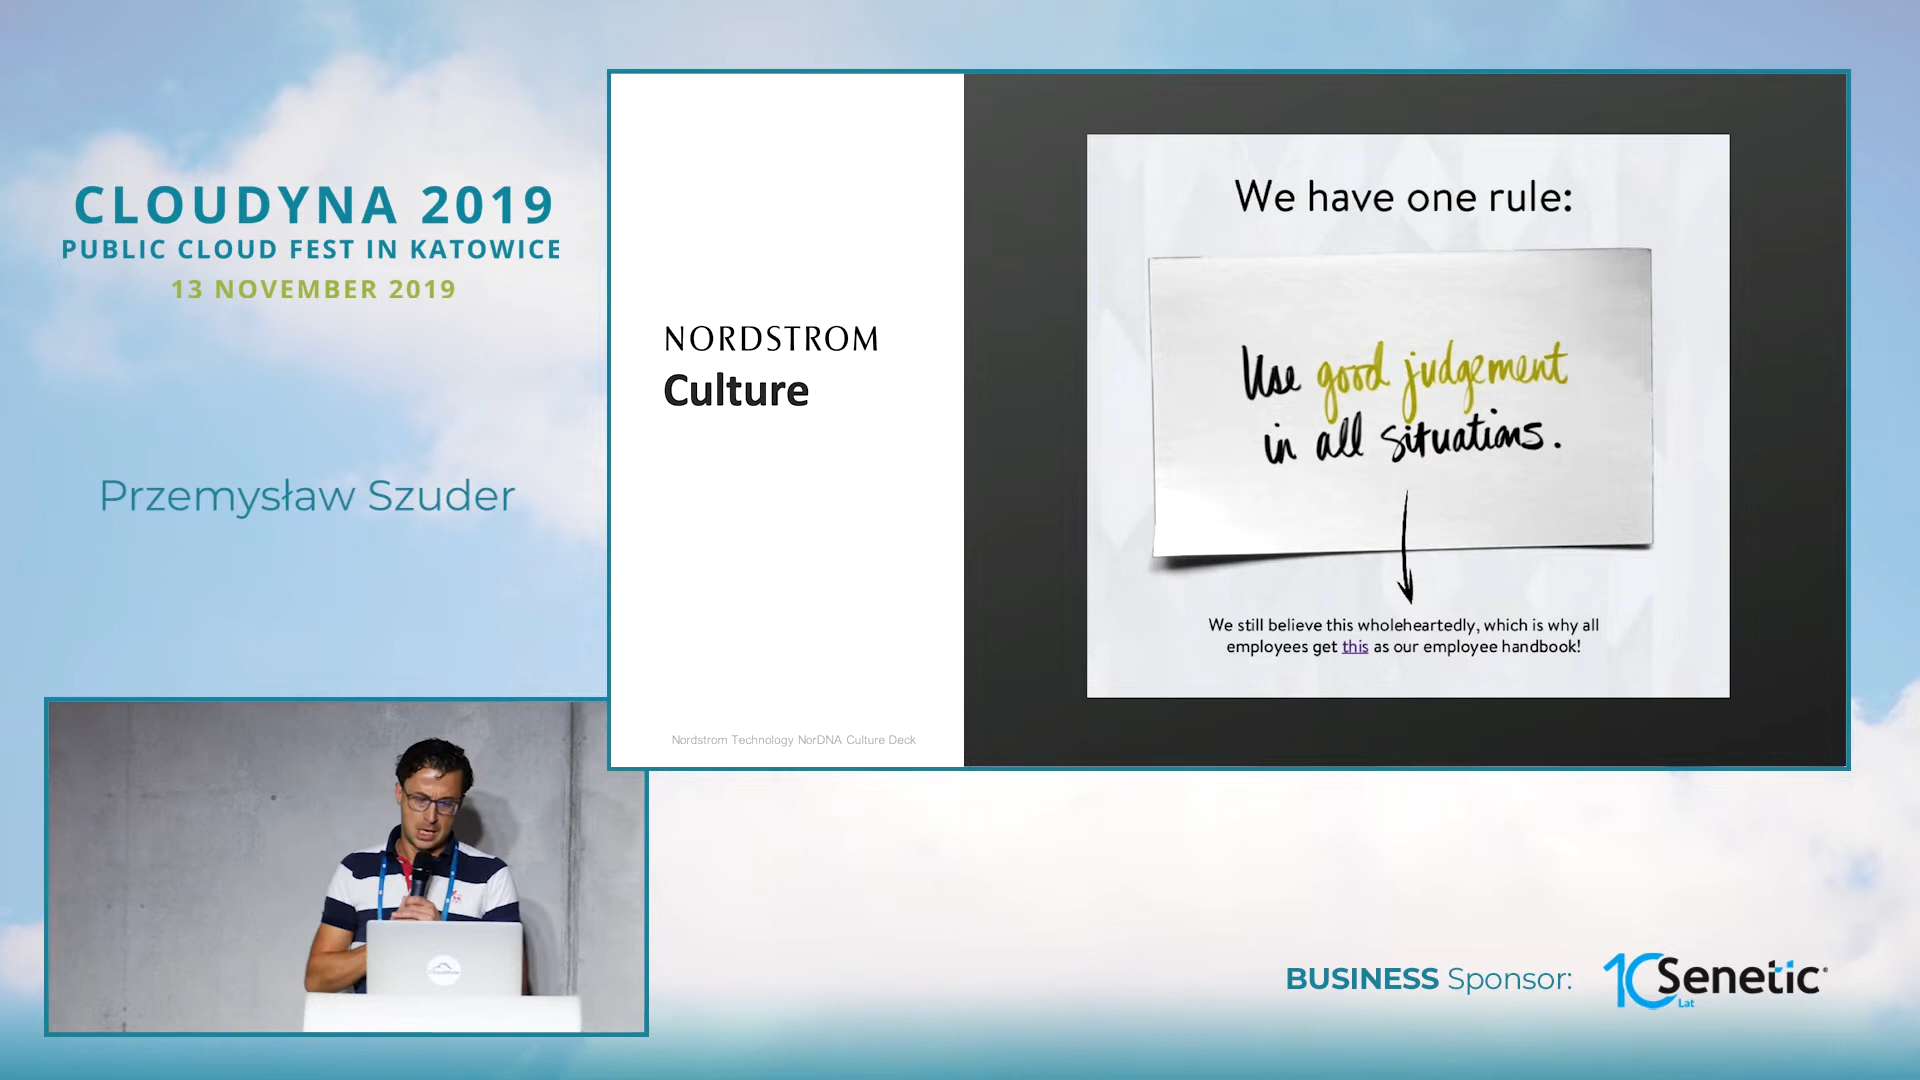 CLOUDYNA 2019
PUBLIC CLOUD FEST IN KATOWICE
13 NOVEMBER 2019
Przemysław Szuder
NORDSTROM
Culture
Nordstrom Technology NorDNA Culture Deck
We have one rule:
Use good judgement
in all situations.
We still believe this wholeheartedly, which is why all
employees get this as our employee handbook!
BUSINESS Sponsor:
10 Senetic
Lat